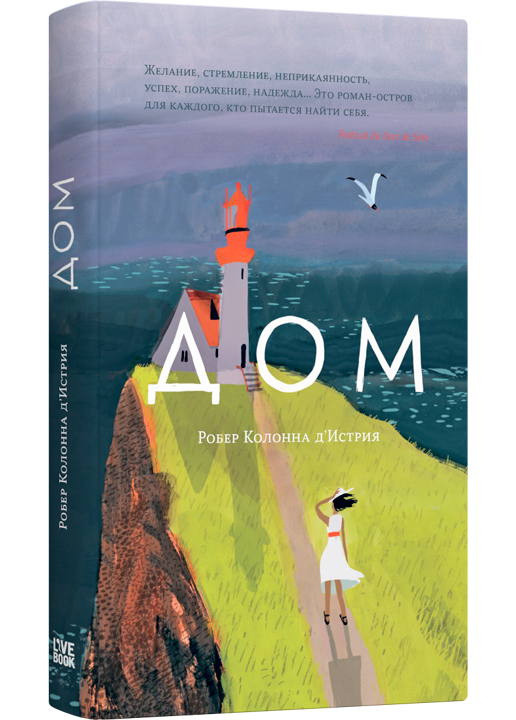 Желание, стремление, неприкаянность,
успех, поражение, надежда... Это роман-остров
для каждого, кто пытается найти себя.
ДОМ
Робер Колонна д'Истрия
ДОМ
Робер Колонна д'Истрия
LIVE
BOOK